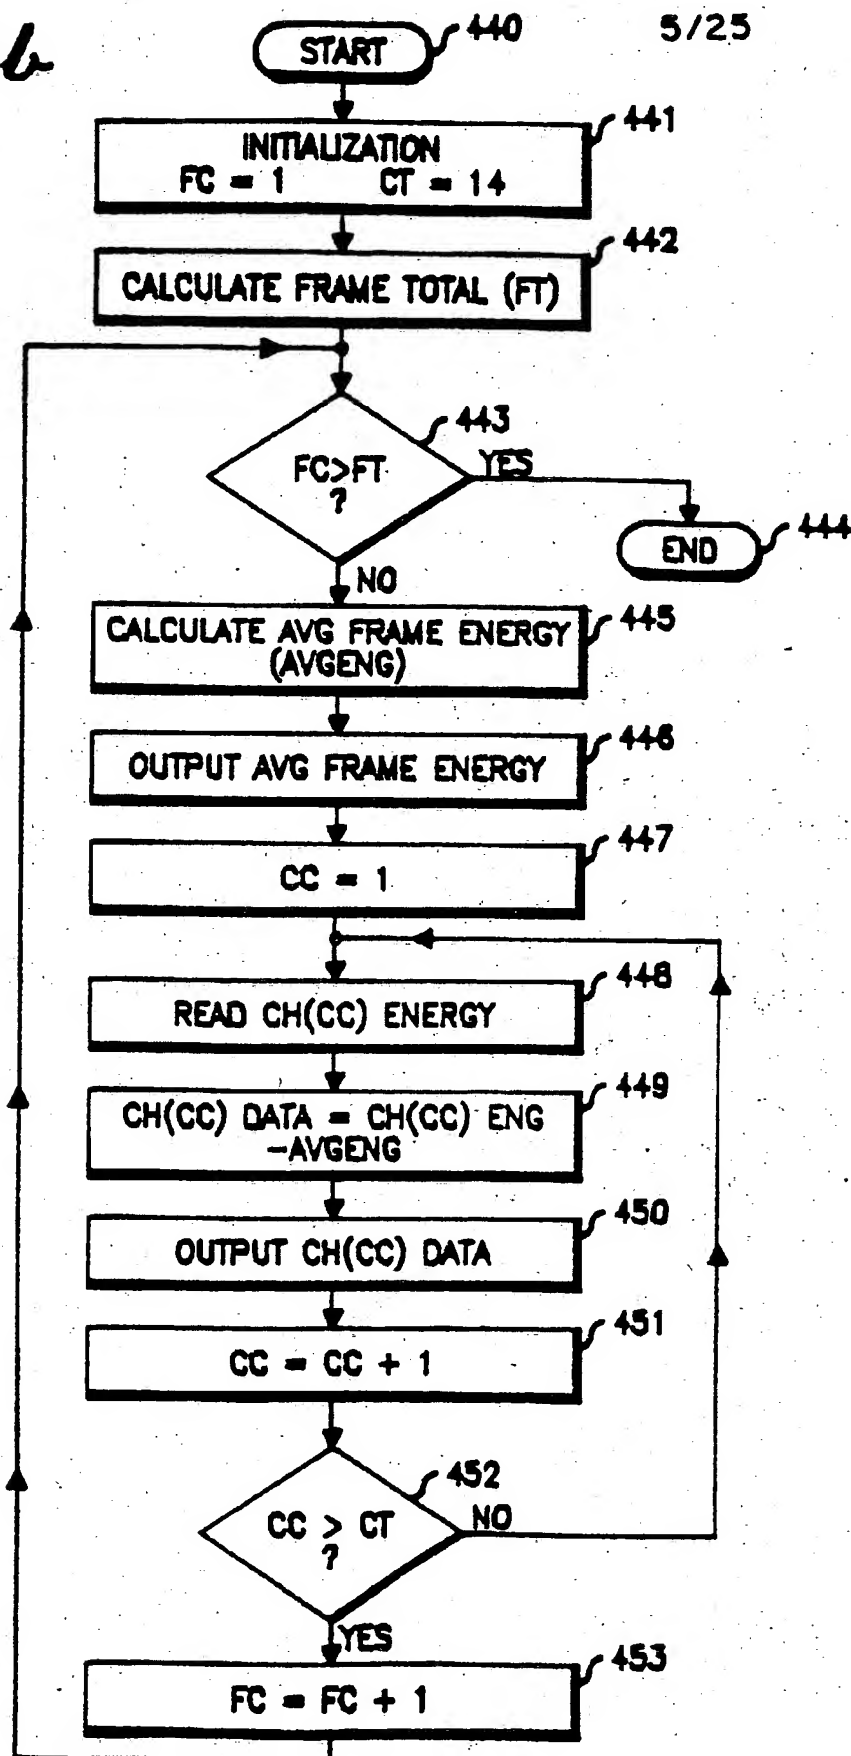 b
START
440
5/25
INITIALIZATION
FC = 1 CT = 14
441
442
CALCULATE FRAME TOTAL (FT)
443
FC>FT
?
YES
END
444
NO
CALCULATE AVG FRAME ENERGY
(AVGENG)
445
446
OUTPUT AVG FRAME ENERGY
447
CC = 1
448
READ CH(CC) ENERGY
449
CH(CC) DATA = CH(CC) ENG
-AVGENG
450
OUTPUT CH(CC) DATA
451
CC = CC + 1
452
CC > CT
?
NO
YES
453
FC = FC + 1